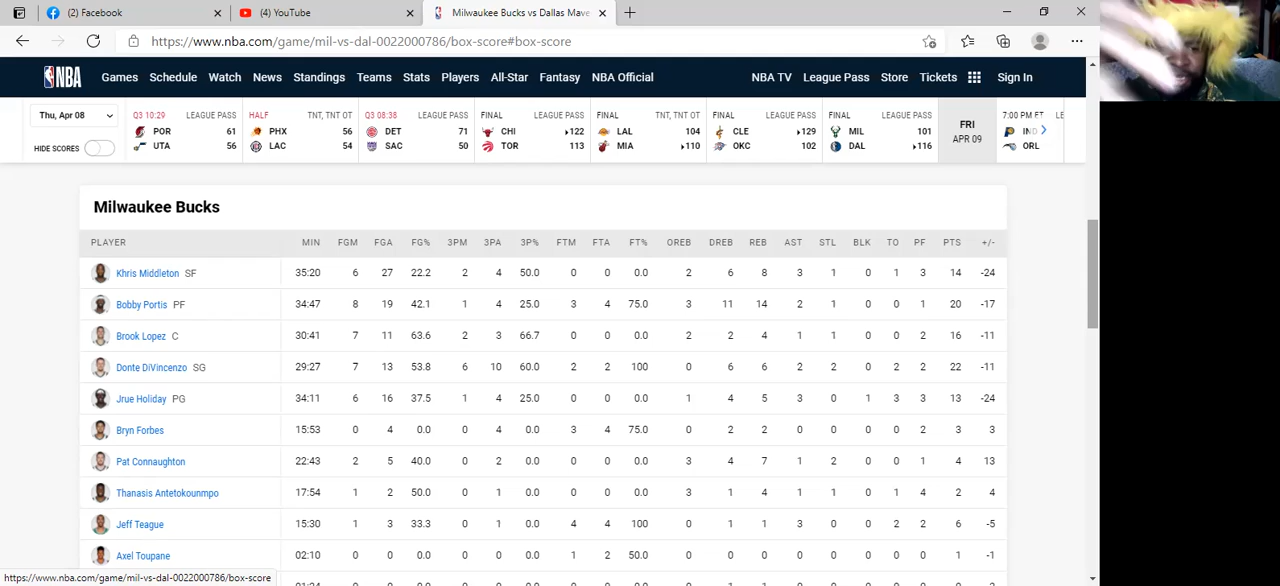 (2) Facebook (4) YouTube Milwaukee Bucks vs Dallas Mave
https://www.nba.com/game/mil-vs-dal-0022000786/box-score#box-score
NBA Games Schedule Watch News Standings Teams Stats Players All-Star Fantasy NBA Official NBA TV League Pass Store Tickets Sign In
Thu, Apr 08
HIDE SCORES
Q3 10:29 LEAGUE PASS
POR 61
UTA 56
HALF TNT, TNT OT
PHX 56
LAC 54
Q3 08:38 LEAGUE PASS
DET 71
SAC 50
FINAL LEAGUE PASS
CHI 122
TOR 113
FINAL TNT, TNT OT
LAL 104
MIA 110
FINAL LEAGUE PASS
CLE 129
OKC 102
FINAL LEAGUE PASS
MIL 101
DAL 116
FRI
APR 09
7:00 PM ET LE
IND
ORL
Milwaukee Bucks
PLAYER MIN FGM FGA FG% 3PM 3PA 3P% FTM FTA FT% OREB DREB REB AST STL BLK TO PF PTS +/-
Khris Middleton SF 35:20 6 27 22.2 2 4 50.0 0 0 0.0 2 6 8 3 1 0 1 3 14 -24
Bobby Portis PF 34:47 8 19 42.1 1 4 25.0 3 4 75.0 3 11 14 2 1 0 0 1 20 -17
Brook Lopez C 30:41 7 11 63.6 2 3 66.7 0 0 0.0 2 2 4 1 1 0 0 2 16 -11
Donte DiVincenzo SG 29:27 7 13 53.8 6 10 60.0 2 2 100 0 6 6 2 2 0 2 2 22 -11
Jrue Holiday PG 34:11 6 16 37.5 1 4 25.0 0 0 0.0 1 4 5 3 0 1 3 3 13 -24
Bryn Forbes 15:53 0 4 0.0 0 4 0.0 3 4 75.0 0 2 2 0 0 0 0 2 3 3
Pat Connaughton 22:43 2 5 40.0 0 2 0.0 0 0 0.0 3 4 7 1 2 0 0 1 4 13
Thanasis Antetokounmpo 17:54 1 2 50.0 0 1 0.0 0 0 0.0 3 1 4 1 1 0 1 4 2 4
Jeff Teague 15:30 1 3 33.3 0 1 0.0 4 4 100 0 1 1 3 0 0 2 2 6 -5
Axel Toupane 02:10 0 0 0.0 0 0 0.0 1 2 50.0 0 0 0 0 0 0 0 0 1 -1
https://www.nba.com/game/mil-vs-dal-0022000786/box-score